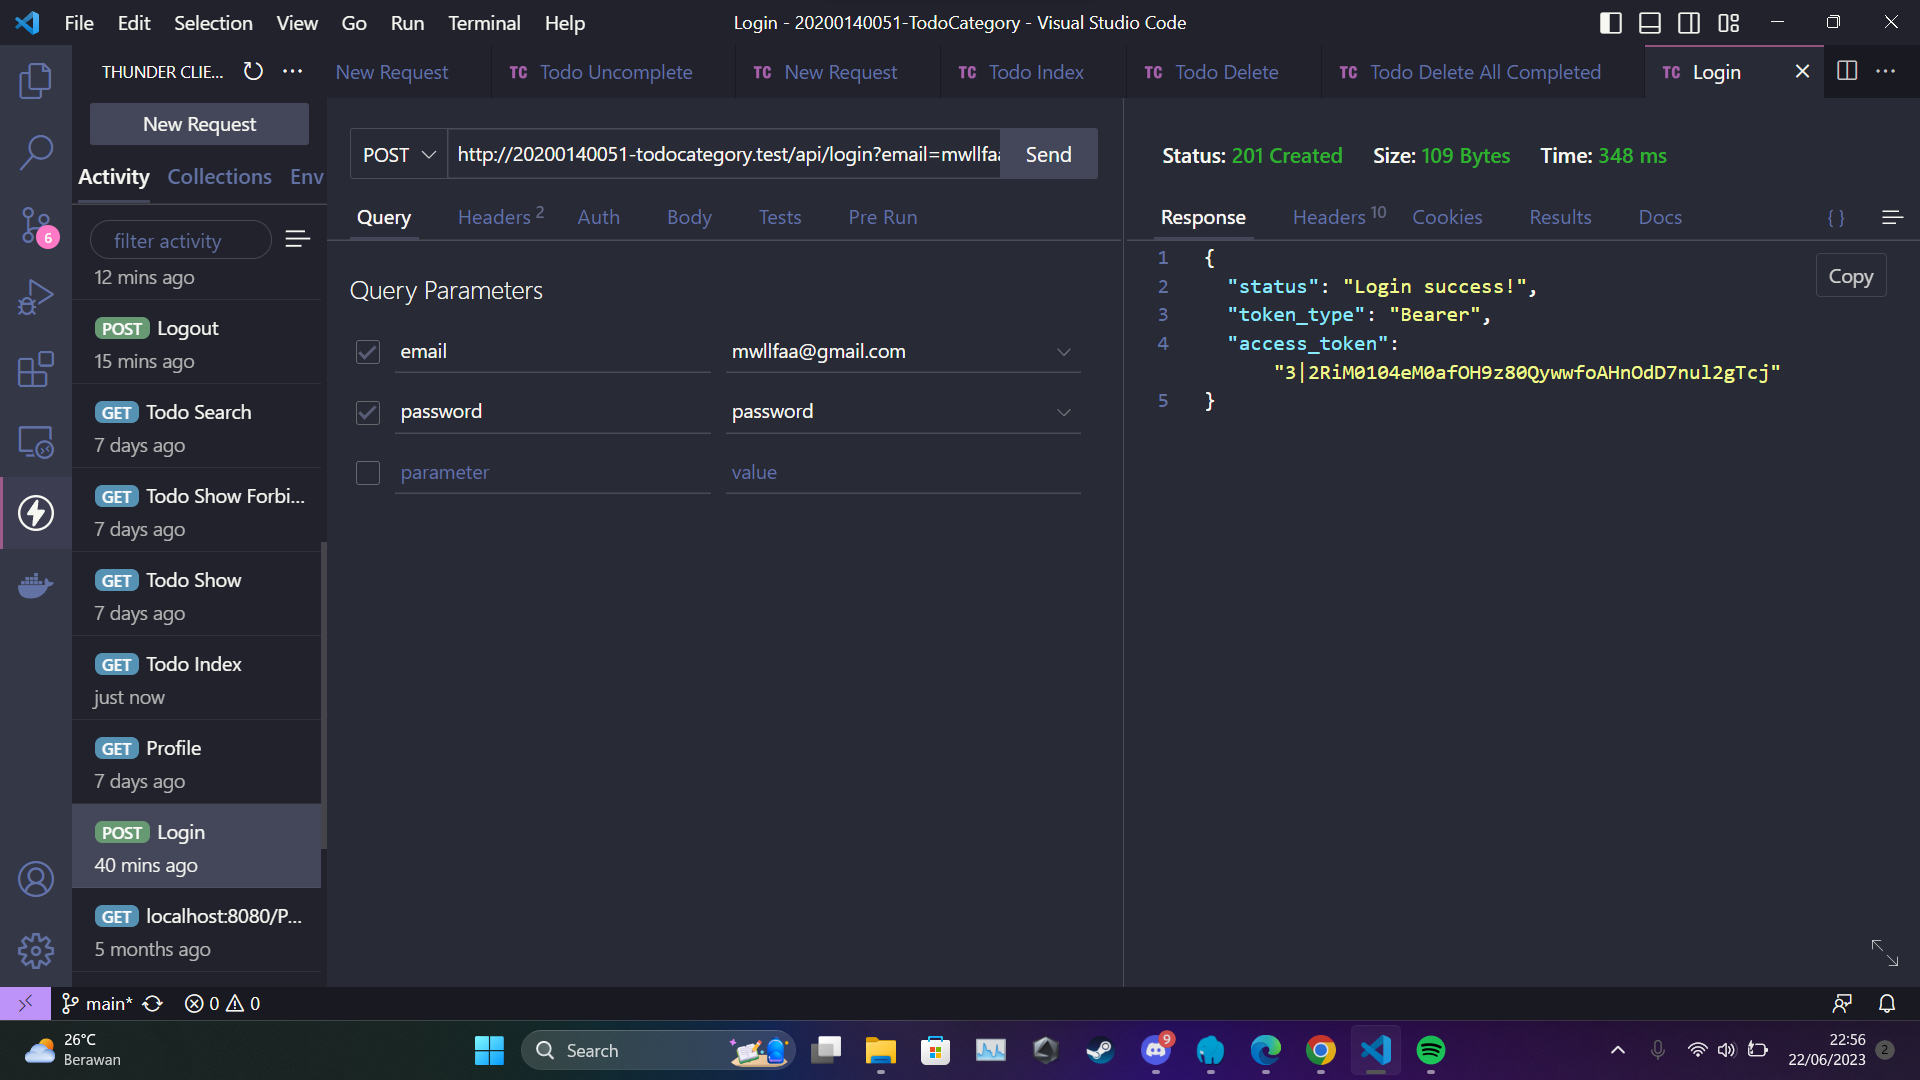 File Edit Selection View Go Run Terminal Help
Login - 20200140051-TodoCategory - Visual Studio Code
THUNDER CLIE...
New Request
TC Todo Uncomplete
TC New Request
TC Todo Index
TC Todo Delete
TC Todo Delete All Completed
TC Login
New Request
Activity Collections Env
filter activity
12 mins ago
POST Logout
15 mins ago
GET Todo Search
7 days ago
GET Todo Show Forbi...
7 days ago
GET Todo Show
7 days ago
GET Todo Index
just now
GET Profile
7 days ago
POST Login
40 mins ago
GET localhost:8080/P...
5 months ago
6
POST
http://20200140051-todocategory.test/api/login?email=mwllfaa
Send
Query Headers 2 Auth Body Tests Pre Run
Query Parameters
email mwllfaa@gmail.com
password password
parameter value
Status: 201 Created Size: 109 Bytes Time: 348 ms
Response Headers 10 Cookies Results Docs { }
Copy
1 {
2 "status": "Login success!",
3 "token_type": "Bearer",
4 "access_token":
"3|2RiM0104eM0afOH9z80QywwfoAHnOdD7nul2gTcj"
5 }
main* 0 0
26°C
Berawan
Search
9
22:56
22/06/2023
2